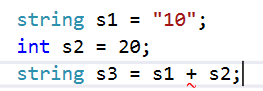 string s1 = "10";
int s2 = 20;
string s3 = s1 + s2;